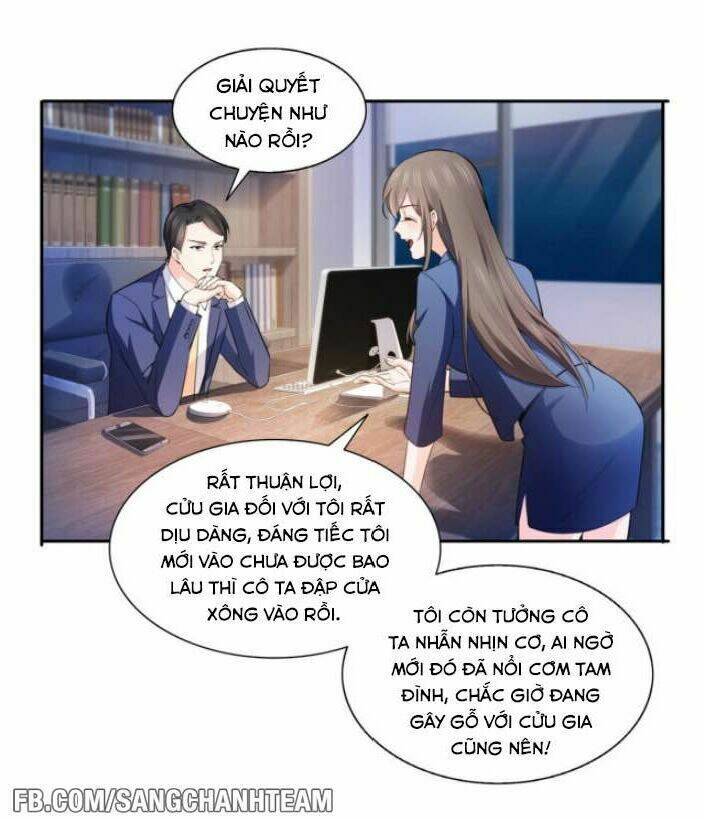 GIẢI QUYẾT
CHUYỆN NHƯ
NÀO RỒI?
RẤT THUẬN LỢI,
CỬU GIA ĐỐI VỚI TÔI RẤT
DỊU DÀNG, ĐÁNG TIẾC TÔI
MỚI VÀO CHƯA ĐƯỢC BAO
LÂU THÌ CÔ TA ĐẬP CỬA
XÔNG VÀO RỒI.
TÔI CÒN TƯỞNG CÔ
TA NHẪN NHỊN CƠ, AI NGỜ
MỚI ĐÓ ĐÃ NỔI CƠM TAM
ĐÌNH, CHẮC GIỜ ĐANG
GÂY GỖ VỚI CỬU GIA
CŨNG NÊN!
FB.COM/SANGCHANHTEAM